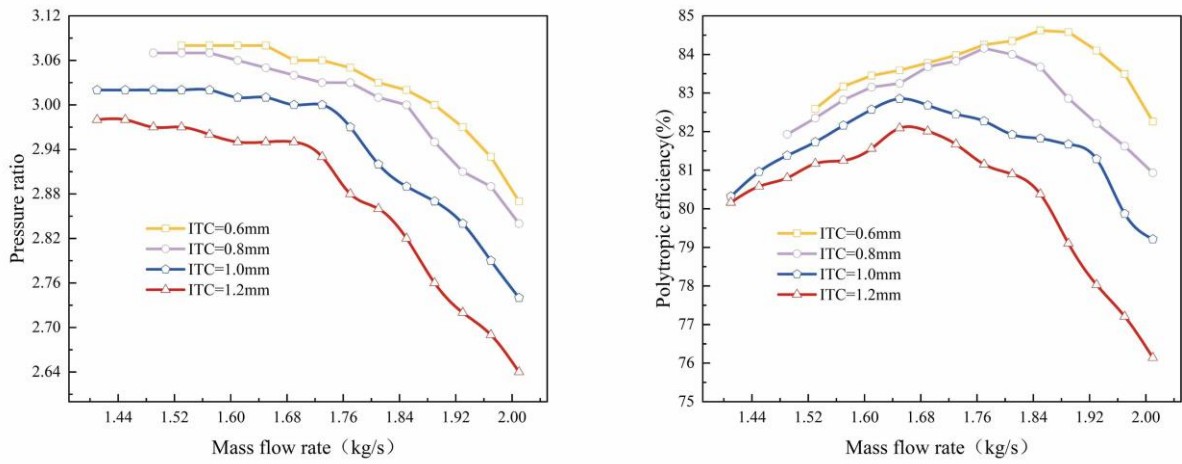 3.12
3.06
3.00
2.94
2.88
2.82
2.76
2.70
2.64
Pressure ratio
ITC=0.6mm
ITC=0.8mm
ITC=1.0mm
ITC=1.2mm
1.44 1.52 1.60 1.68 1.76 1.84 1.92 2.00
Mass flow rate（kg/s）
85
84
83
82
81
80
79
78
77
76
75
Polytropic efficiency(%)
ITC=0.6mm
ITC=0.8mm
ITC=1.0mm
ITC=1.2mm
1.44 1.52 1.60 1.68 1.76 1.84 1.92 2.00
Mass flow rate（kg/s）